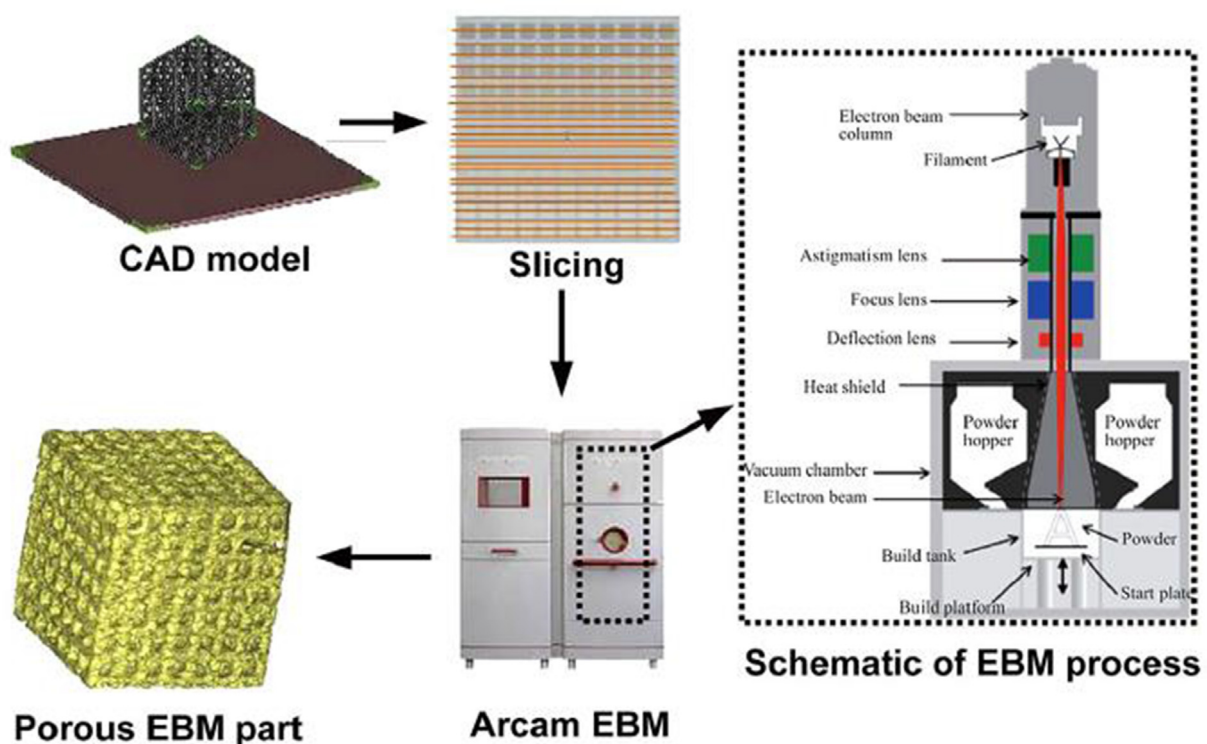 CAD model
Slicing
Electron beam
column
Filament
Astigmatism lens
Focus lens
Deflection lens
Heat shield
Powder
hopper
Powder
hopper
Vacuum chamber
Electron beam
Build tank
Powder
Build platform
Start plate
Schematic of EBM process
Arcam EBM
Porous EBM part